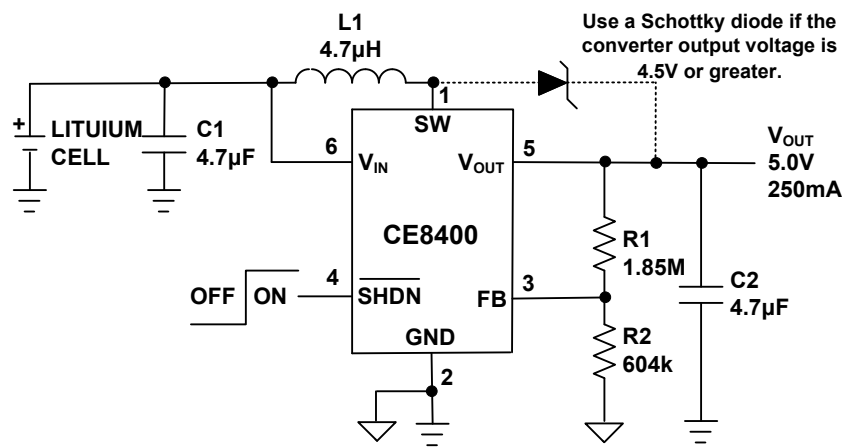 L1
4.7µH
Use a Schottky diode if the
converter output voltage is
4.5V or greater.
1
SW
+
LITUIUM
CELL
C1
4.7µF
6
VIN
VOUT
5
VOUT
5.0V
250mA
CE8400
R1
1.85M
OFF
ON
4
SHDN
FB
3
C2
4.7µF
GND
R2
604k
2